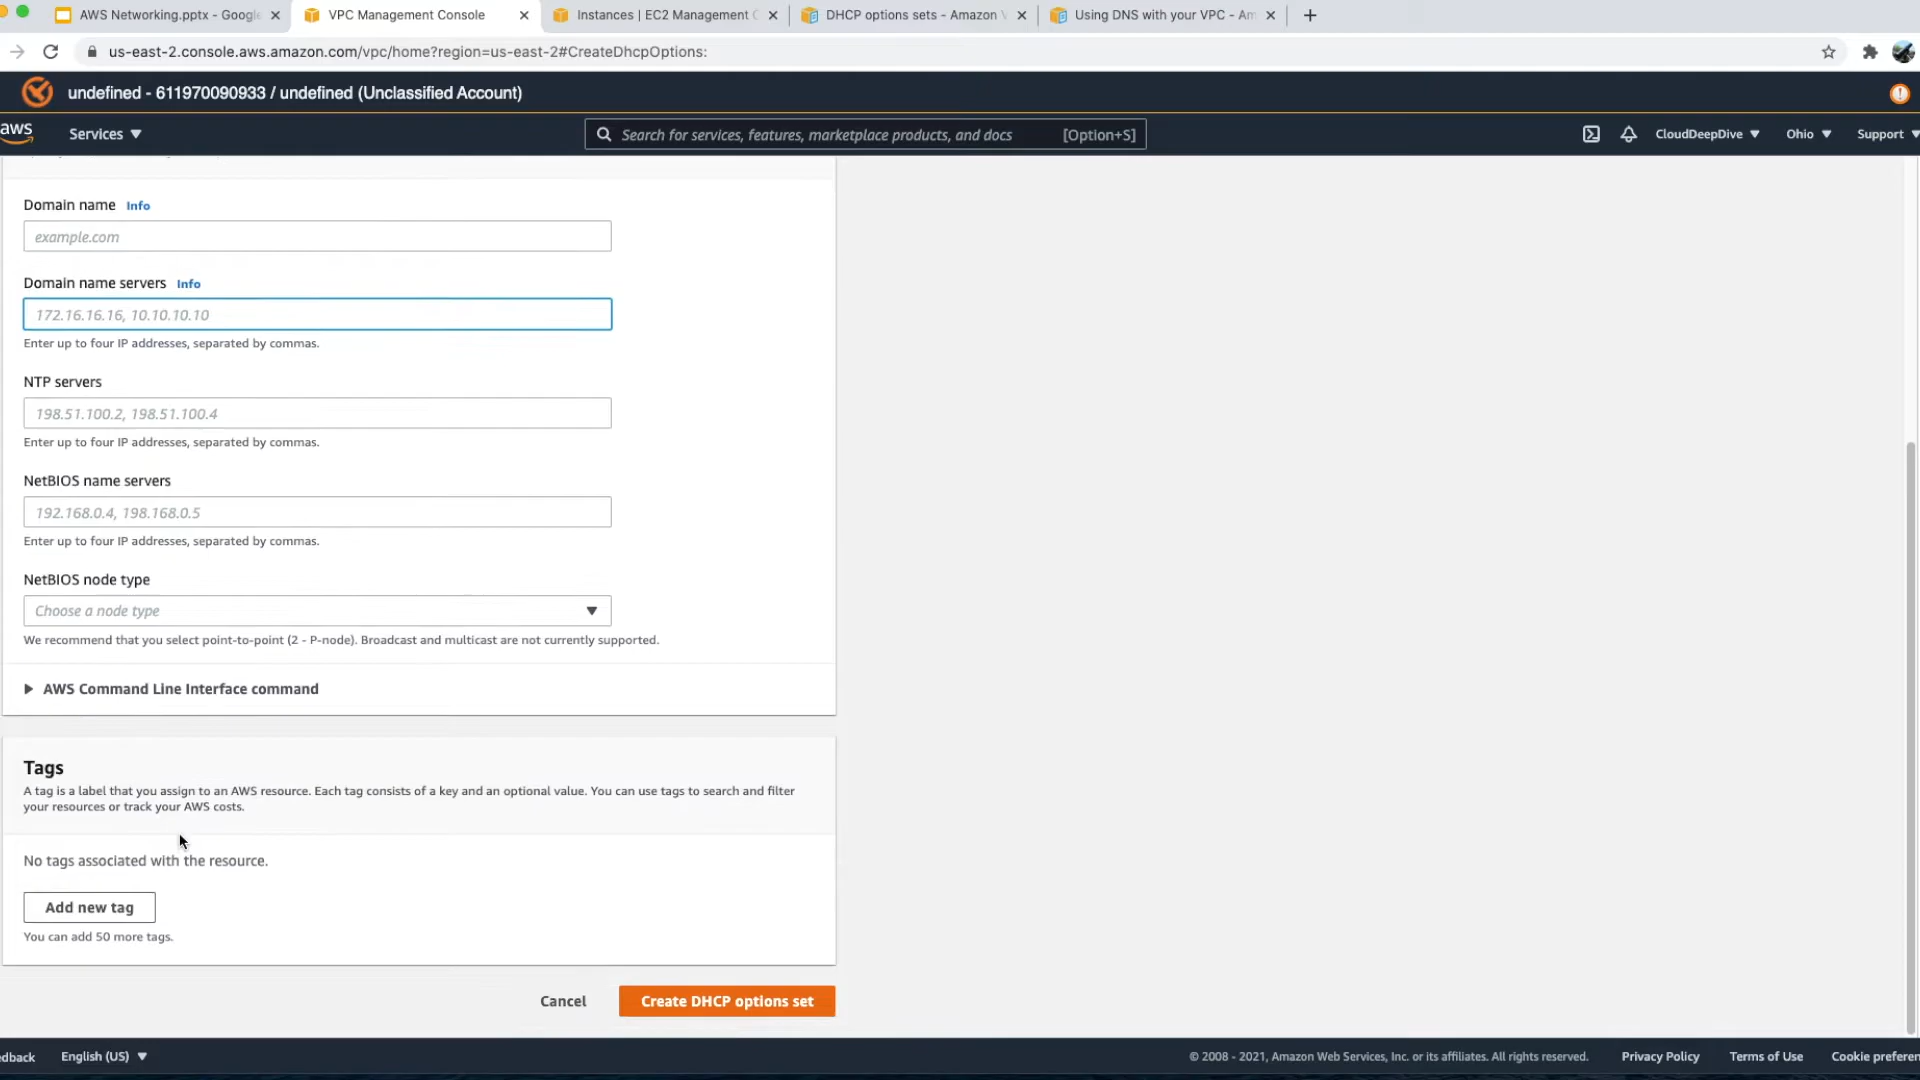 AWS Networking.pptx - Google
VPC Management Console
Instances | EC2 Management C
DHCP options sets - Amazon V
Using DNS with your VPC - Am
us-east-2.console.aws.amazon.com/vpc/home?region=us-east-2#CreateDhcpOptions:
undefined - 611970090933 / undefined (Unclassified Account)
aws
Services
Search for services, features, marketplace products, and docs
[Option+S]
CloudDeepDive
Ohio
Support
Domain name Info
example.com
Domain name servers Info
172.16.16.16, 10.10.10.10
Enter up to four IP addresses, separated by commas.
NTP servers
198.51.100.2, 198.51.100.4
Enter up to four IP addresses, separated by commas.
NetBIOS name servers
192.168.0.4, 198.168.0.5
Enter up to four IP addresses, separated by commas.
NetBIOS node type
Choose a node type
We recommend that you select point-to-point (2 - P-node). Broadcast and multicast are not currently supported.
AWS Command Line Interface command
Tags
A tag is a label that you assign to an AWS resource. Each tag consists of a key and an optional value. You can use tags to search and filter
your resources or track your AWS costs.
No tags associated with the resource.
Add new tag
You can add 50 more tags.
Cancel
Create DHCP options set
edback
English (US)
© 2008 - 2021, Amazon Web Services, Inc. or its affiliates. All rights reserved.
Privacy Policy
Terms of Use
Cookie preferen